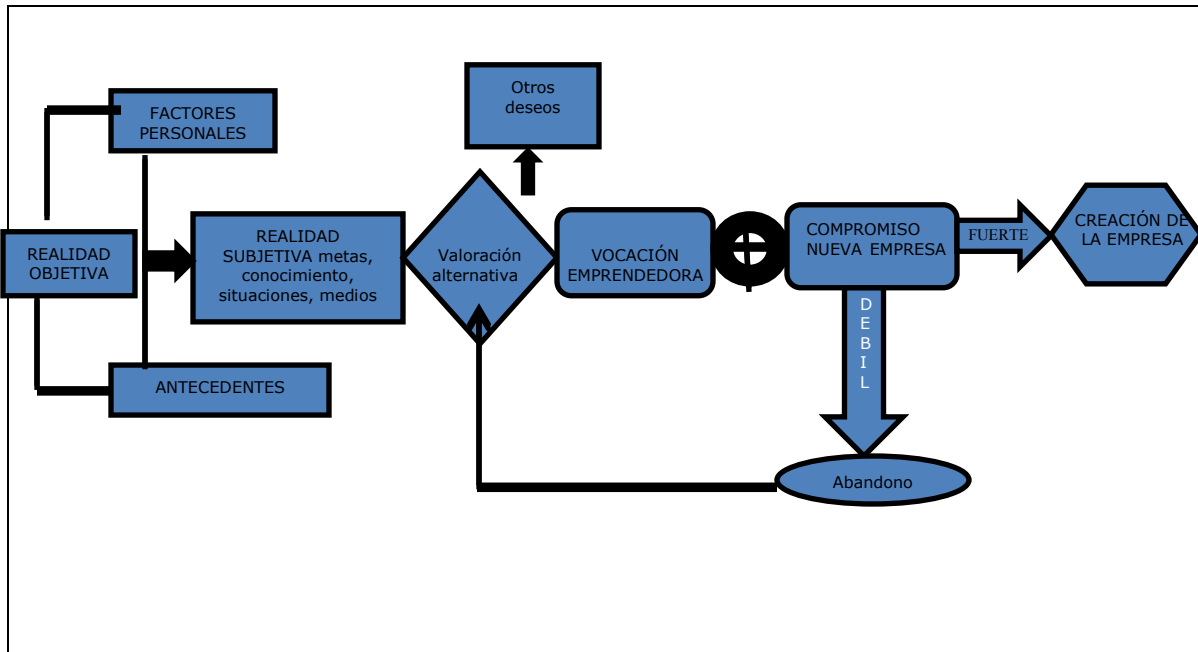 FACTORES
PERSONALES
REALIDAD
OBJETIVA
ANTECEDENTES
REALIDAD
SUBJETIVA metas,
conocimiento,
situaciones, medios
Otros
deseos
Valoración
alternativa
VOCACIÓN
EMPRENDEDORA
COMPROMISO
NUEVA EMPRESA
FUERTE
CREACIÓN DE
LA EMPRESA
D
E
B
I
L
Abandono